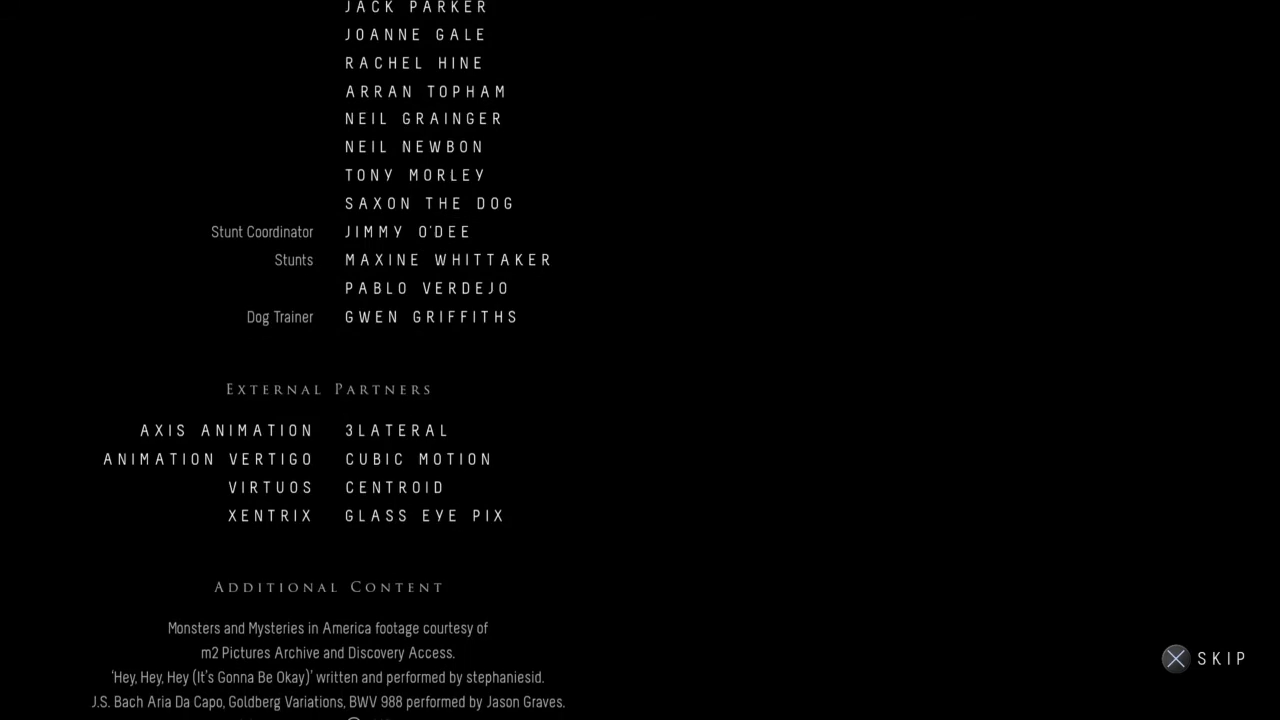 JACK PARKER
JOANNE GALE
RACHEL HINE
ARRAN TOPHAM
NEIL GRAINGER
NEIL NEWBON
TONY MORLEY
SAXON THE DOG
Stunt Coordinator JIMMY O'DEE
Stunts MAXINE WHITTAKER
PABLO VERDEJO
Dog Trainer GWEN GRIFFITHS
EXTERNAL PARTNERS
AXIS ANIMATION 3LATERAL
ANIMATION VERTIGO CUBIC MOTION
VIRTUOS CENTROID
XENTRIX GLASS EYE PIX
ADDITIONAL CONTENT
Monsters and Mysteries in America footage courtesy of
m2 Pictures Archive and Discovery Access.
'Hey, Hey, Hey (It's Gonna Be Okay)' written and performed by stephaniesid.
J.S. Bach Aria Da Capo, Goldberg Variations, BWV 988 performed by Jason Graves.
SKIP